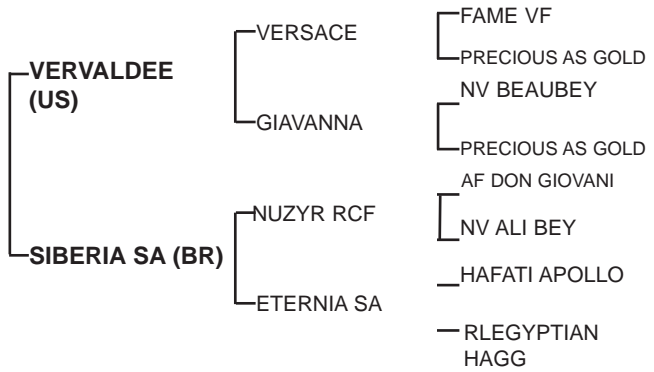 VERVALDEE
(US)
SIBERIA SA (BR)
VERSACE
GIAVANNA
NUZYR RCF
ETERNIA SA
FAME VF
PRECIOUS AS GOLD
NV BEAUBEY
PRECIOUS AS GOLD
AF DON GIOVANI
NV ALI BEY
HAFATI APOLLO
RLEGYPTIAN
HAGG